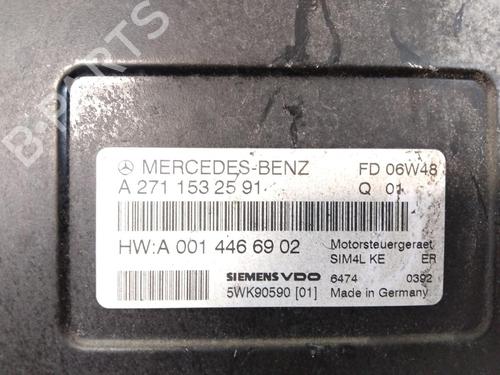 B-PARTS
MERCEDES-BENZ FD 06W48
A 271 153 25 91 Q 01
HW:A 001 446 69 02 Motorsteuergeraet
SIM4L KE ER
SIEMENS VDO 6474 0392
5WK90590 [01] Made in Germany